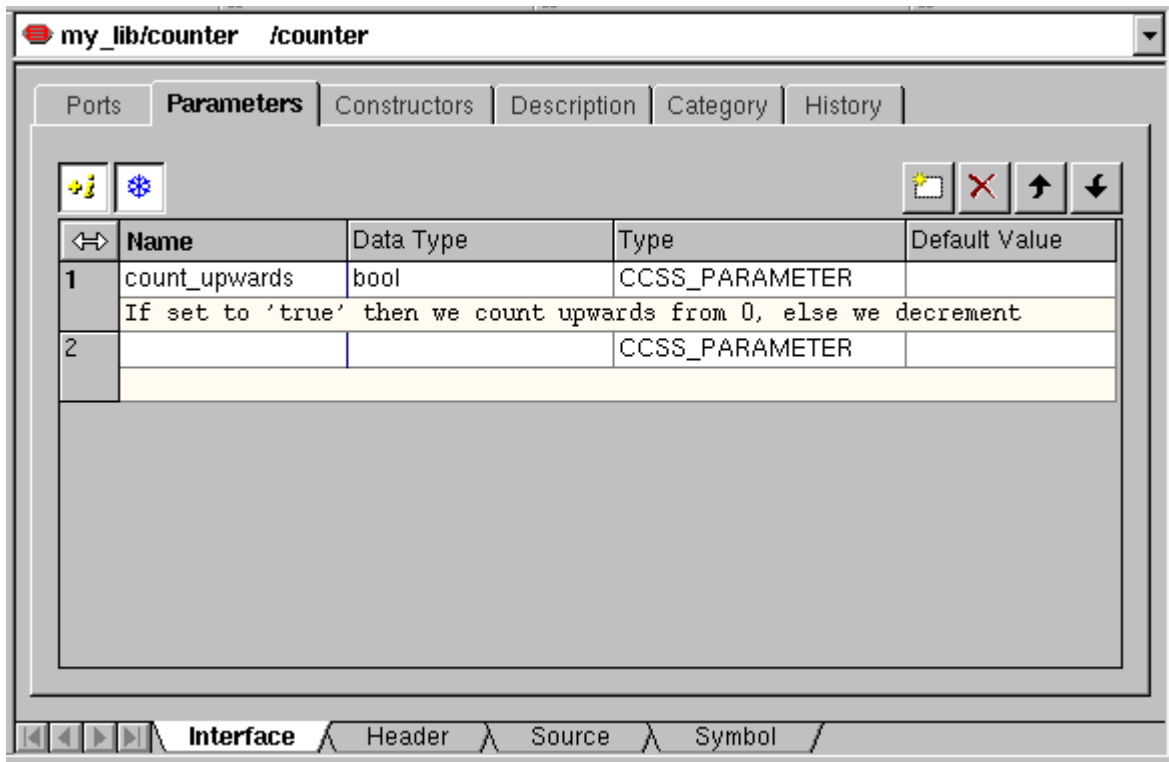 my_lib/counter /counter
Ports Parameters Constructors Description Category History
+i
Name Data Type Type Default Value
1 count_upwards bool CCSS_PARAMETER
If set to 'true' then we count upwards from 0, else we decrement
2 CCSS_PARAMETER
Interface Header Source Symbol